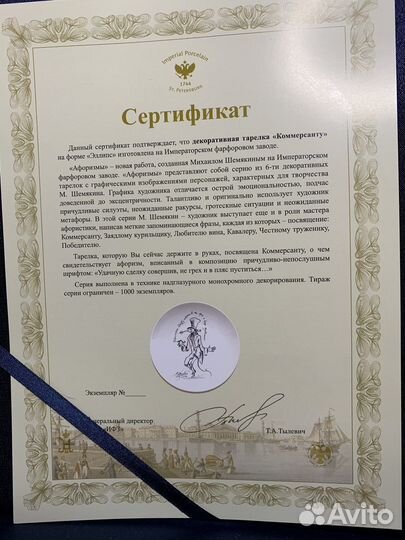 Imperial Porcelain
1744
St. Petersburg
Сертификат
Данный сертификат подтверждает, что декоративная тарелка «Коммерсанту»
на форме «Эллипс» изготовлена на Императорском фарфоровом заводе.
«Афоризмы» – новая работа, созданная Михаилом Шемякиным на Императорском
фарфоровом заводе. «Афоризмы» представляют собой серию из 6-ти декоративных
тарелок с графическими изображениями персонажей, характерных для творчества
М. Шемякина. Графика художника отличается острой эмоциональностью, подчас
доведенной до эксцентричности. Талантливо и оригинально использует художник
причудливые силуэты, неожиданные ракурсы, гротескные ситуации и неожиданные
метафоры. В этой серии М. Шемякин – художник выступает еще и в роли мастера
афористики, написав меткие запоминающиеся фразы, каждая из которых – посвящение:
Коммерсанту, Заядлому курильщику, Любителю вина, Кавалеру, Честному труженику,
Победителю.
Тарелка, которую Вы сейчас держите в руках, посвящена Коммерсанту, о чем
свидетельствует афоризм, вписанный в композицию причудливо-непослушным
шрифтом: «Удачную сделку совершив, не грех и в пляс пуститься…»
Серия выполнена в технике надглазурного монохромного декорирования. Тираж
серии ограничен – 1000 экземпляров.
Экземпляр №
директор
«ИФЗ»
Т.А.Тылевич
Avito